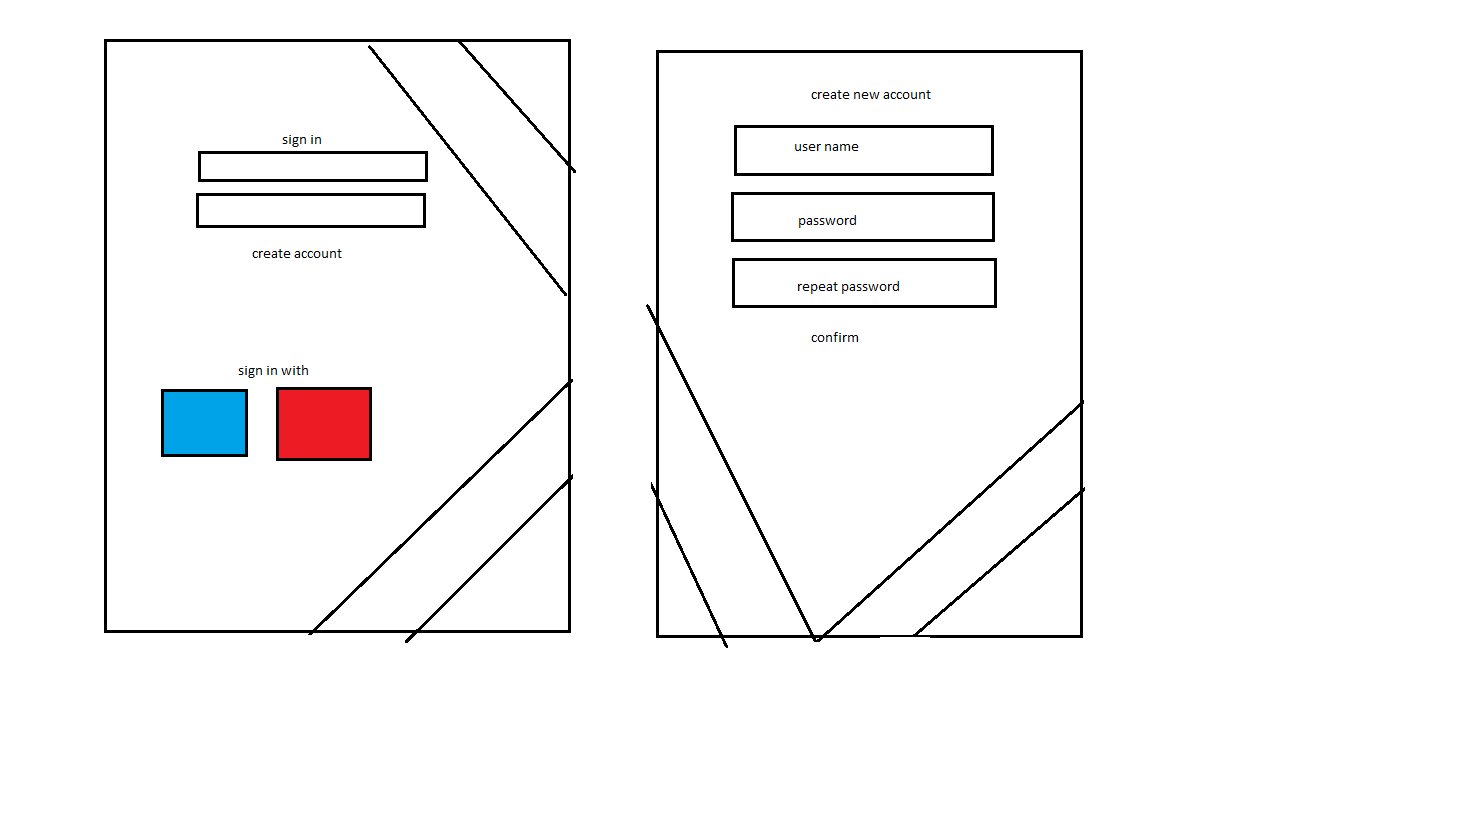 sign in
create account
sign in with
create new account
user name
password
repeat password
confirm